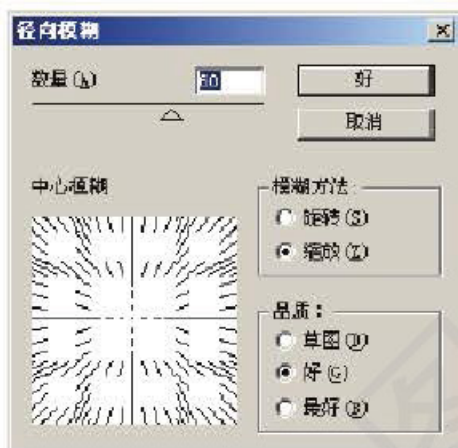 径向模糊
数量(A) 60
好
取消
中心模糊
模糊方法：
旋转(S)
缩放(Z)
品质：
草图(D)
好(G)
最好(B)